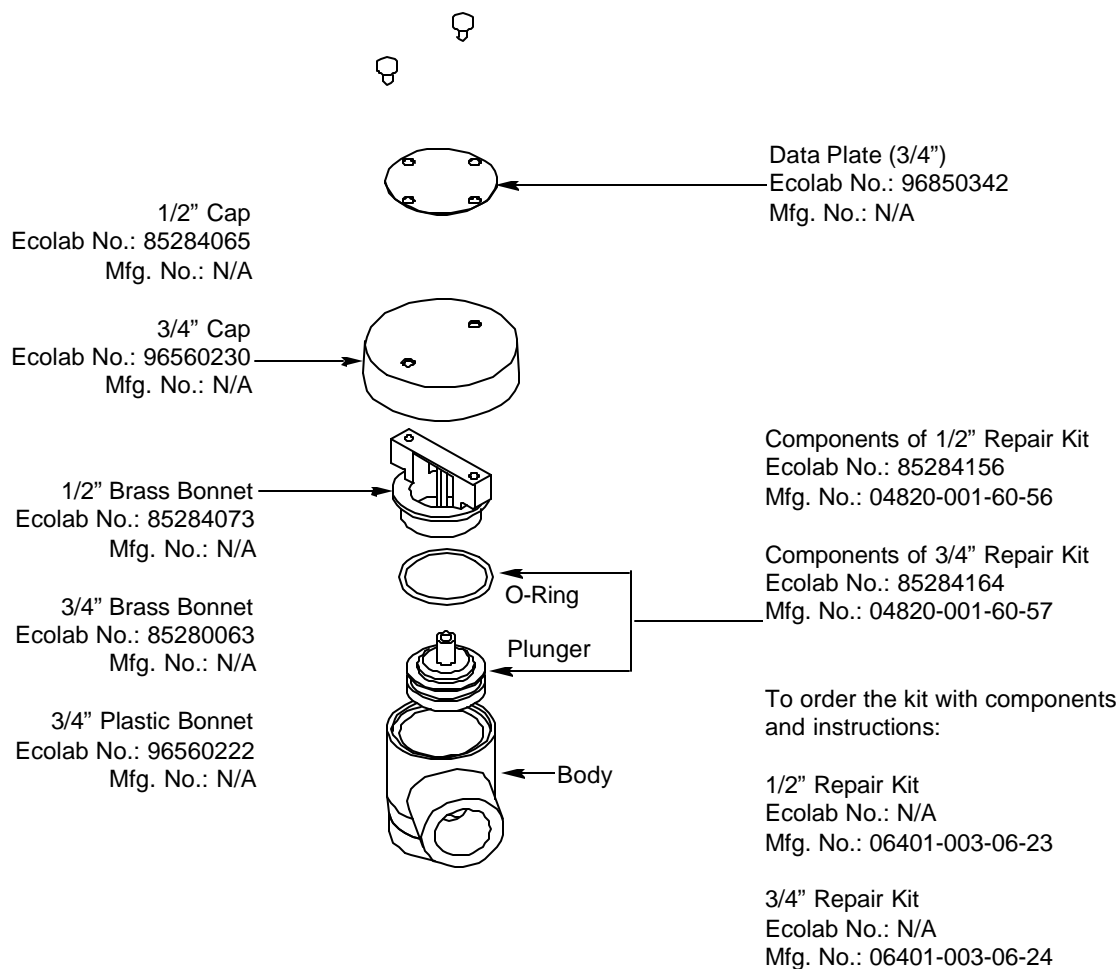 Data Plate (3/4”)
Ecolab No.: 96850342
Mfg. No.: N/A
1/2” Cap
Ecolab No.: 85284065
Mfg. No.: N/A
3/4” Cap
Ecolab No.: 96560230
Mfg. No.: N/A
1/2” Brass Bonnet
Ecolab No.: 85284073
Mfg. No.: N/A
3/4” Brass Bonnet
Ecolab No.: 85280063
Mfg. No.: N/A
3/4” Plastic Bonnet
Ecolab No.: 96560222
Mfg. No.: N/A
O-Ring
Plunger
Body
Components of 1/2” Repair Kit
Ecolab No.: 85284156
Mfg. No.: 04820-001-60-56
Components of 3/4” Repair Kit
Ecolab No.: 85284164
Mfg. No.: 04820-001-60-57
To order the kit with components
and instructions:
1/2” Repair Kit
Ecolab No.: N/A
Mfg. No.: 06401-003-06-23
3/4” Repair Kit
Ecolab No.: N/A
Mfg. No.: 06401-003-06-24